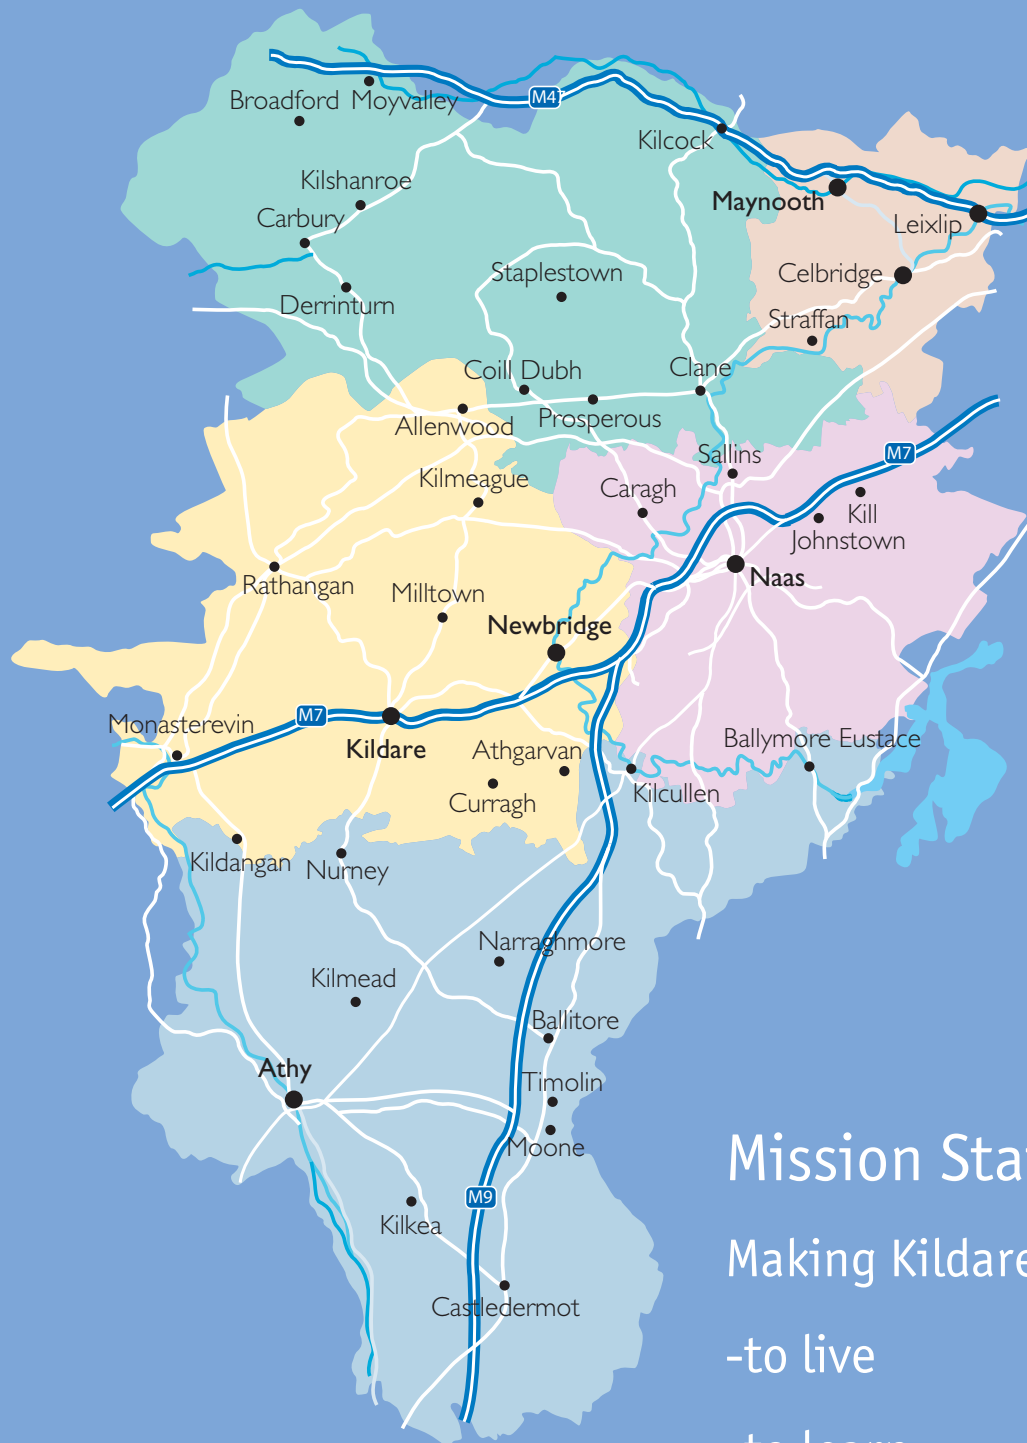 Broadford Moyvalley
M4
Kilcock
Kilshanroe
Maynooth
Carbury
Leixlip
Staplestown
Celbridge
Derrinturn
Straffan
Coill Dubh
Clane
Allenwood
Prosperous
Sallins
M7
Kilmeague
Caragh
Kill
Johnstown
Rathangan
Milltown
Naas
Newbridge
M7
Monasterevin
Kildare
Athgarvan
Ballymore Eustace
Curragh
Kilcullen
Kildangan
Nurney
Narraghmore
Kilmead
Ballitore
Athy
Timolin
Moone
M9
Kilkea
Castledermot
Mission Sta
Making Kildare
-to live